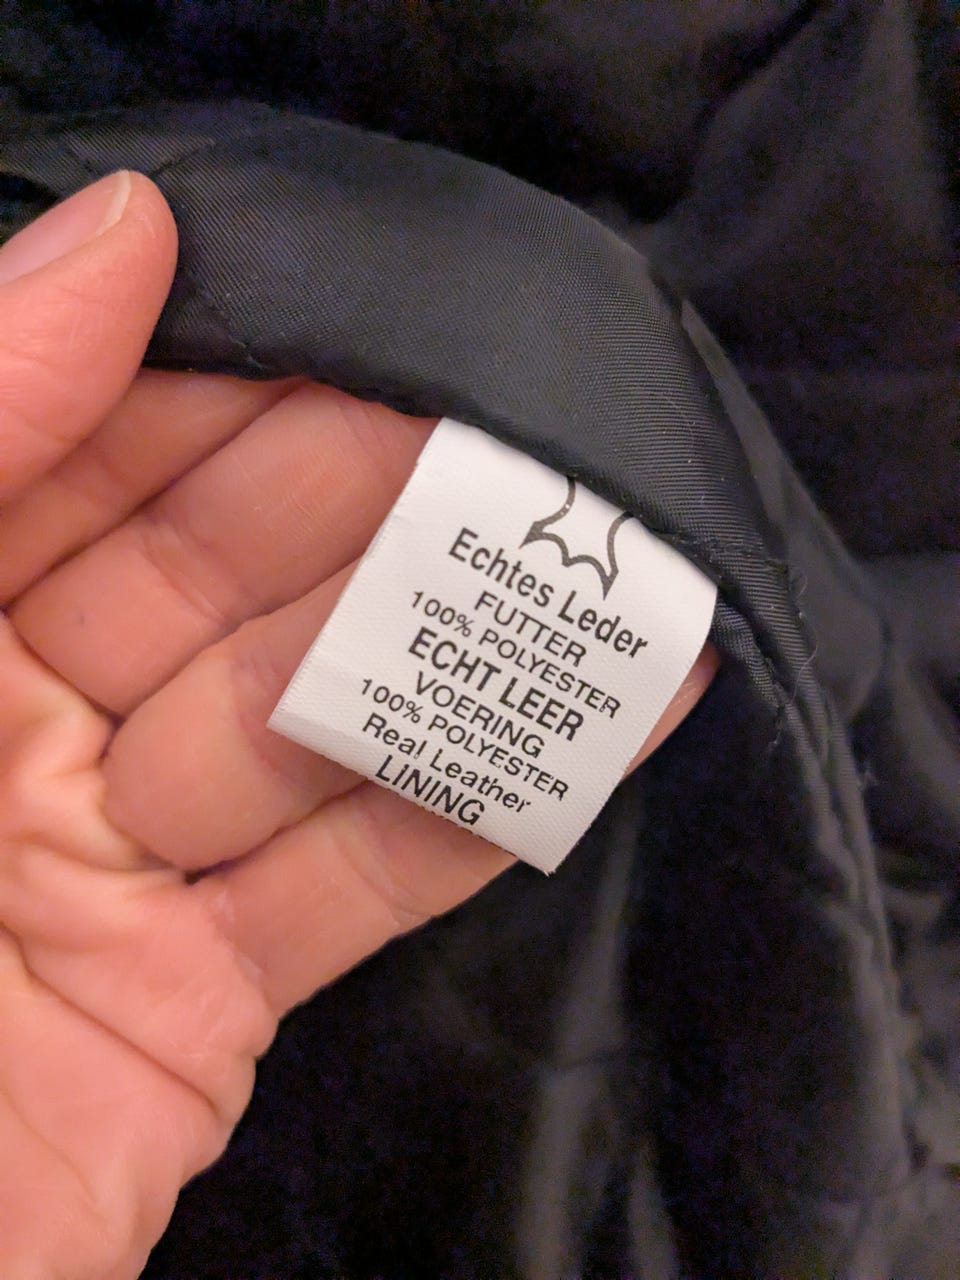 Echtes Leder
FUTTER
100% POLYESTER
ECHT LEER
VOERING
100% POLYESTER
Real Leather
LINING